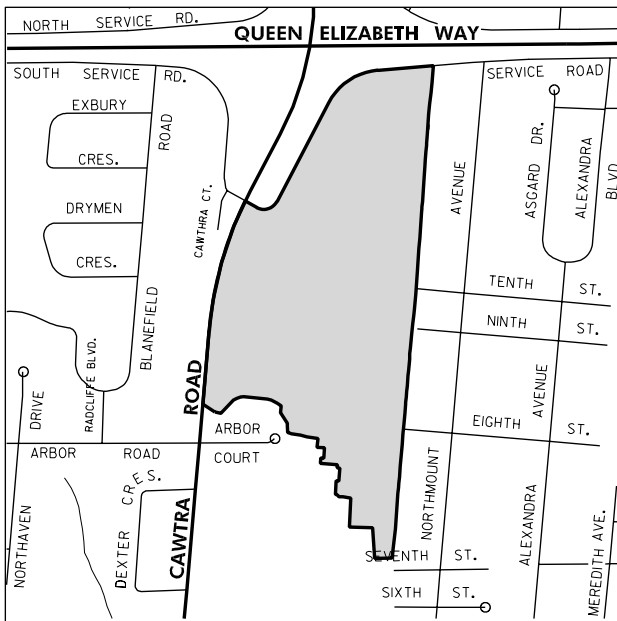 NORTH SERVICE RD.
QUEEN ELIZABETH WAY
SOUTH SERVICE RD.
SERVICE ROAD
EXBURY
CRES.
DRYMEN
CRES.
BLANEFIELD
ROAD
CAWTHRA CT.
AVENUE
ASGARD DR.
ALEXANDRA
BLVD
TENTH ST.
NINTH ST.
RADCLIFFE BLVD.
DRIVE
NORTHAVEN
ROAD
CAWTRA
ARBOR
COURT
ARBOR ROAD
EIGHTH ST.
AVENUE
ALEXANDRA
NORTHMOUNT
CRES.
DEXTER
SEVENTH ST.
SIXTH ST.
MEREDITH AVE.